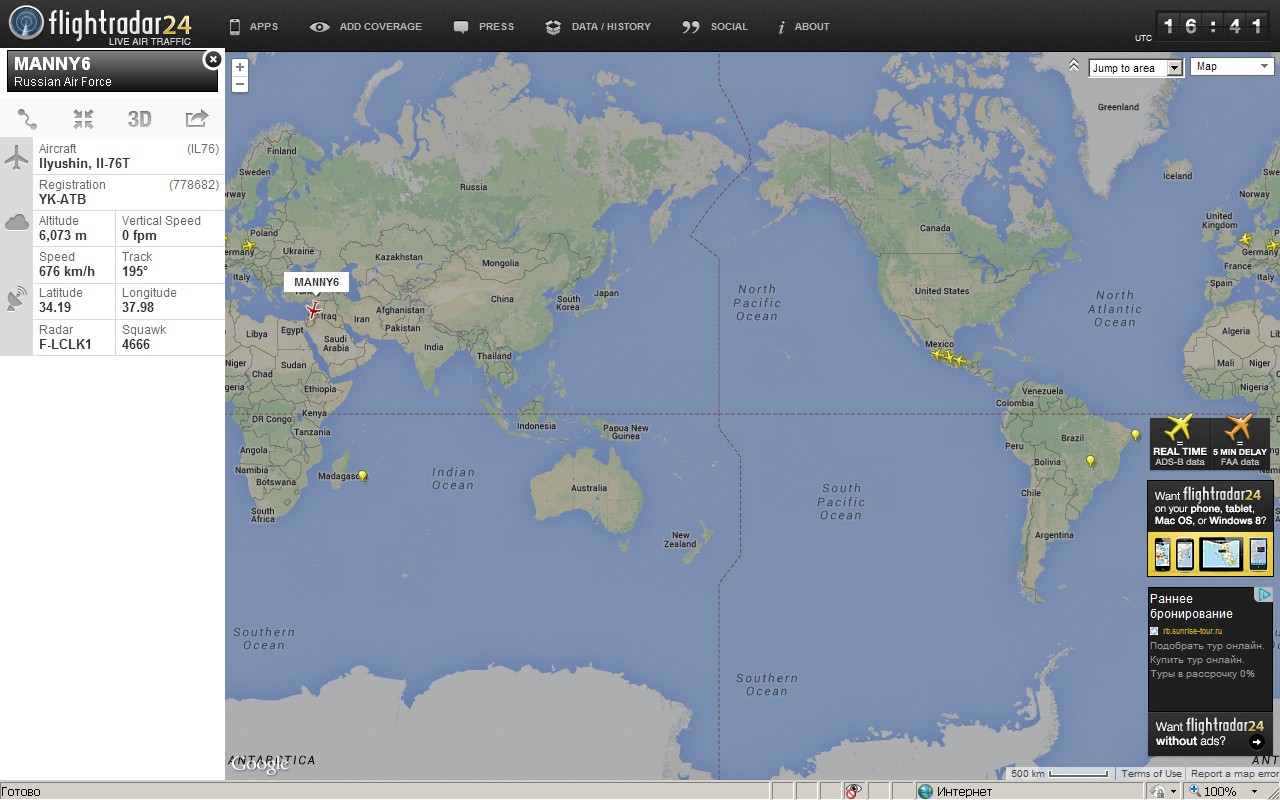 flightradar24
LIVE AIR TRAFFIC
APPS
ADD COVERAGE
PRESS
DATA / HISTORY
SOCIAL
ABOUT
UTC
16:41
MANNY6
Russian Air Force
3D
Aircraft (IL76)
Ilyushin, Il-76T
Registration (778682)
YK-ATB
Altitude
6,073 m
Vertical Speed
0 fpm
Speed
676 km/h
Track
195°
Latitude
34.19
Longitude
37.98
Radar
F-LCLK1
Squawk
4666
+
−
Jump to area
Map
Greenland
Finland
Sweden
Iceland
Russia
Norway
United
Kingdom
Canada
Poland
Germany
Ukraine
France
Italy
Kazakhstan
Mongolia
Spain
MANNY6
China
South
Korea
Japan
North
Pacific
Ocean
United States
North
Atlantic
Ocean
Iraq
Iran
Afghanistan
Pakistan
Libya
Egypt
Saudi
Arabia
India
Thailand
Mexico
Algeria
Mali
Niger
Nigeria
Niger
Chad
Sudan
Ethiopia
Kenya
DR Congo
Tanzania
Angola
Namibia
Botswana
Madagascar
South
Africa
Indonesia
Papua New
Guinea
Indian
Ocean
Australia
New
Zealand
South
Pacific
Ocean
Venezuela
Colombia
Peru
Brazil
Bolivia
Chile
Argentina
Southern
Ocean
Southern
Ocean
ANTARCTICA
Google
=
REAL TIME
ADS-B data
=
5 MIN DELAY
FAA data
Want flightradar24
on your phone, tablet,
Mac OS, or Windows 8?
Раннее
бронирование
rb.sunrise-tour.ru
Подобрать тур онлайн.
Купить тур онлайн.
Туры в рассрочку 0%
Want flightradar24
without ads?
ANT
500 km
Terms of Use
Report a map error
Готово
Интернет
100%